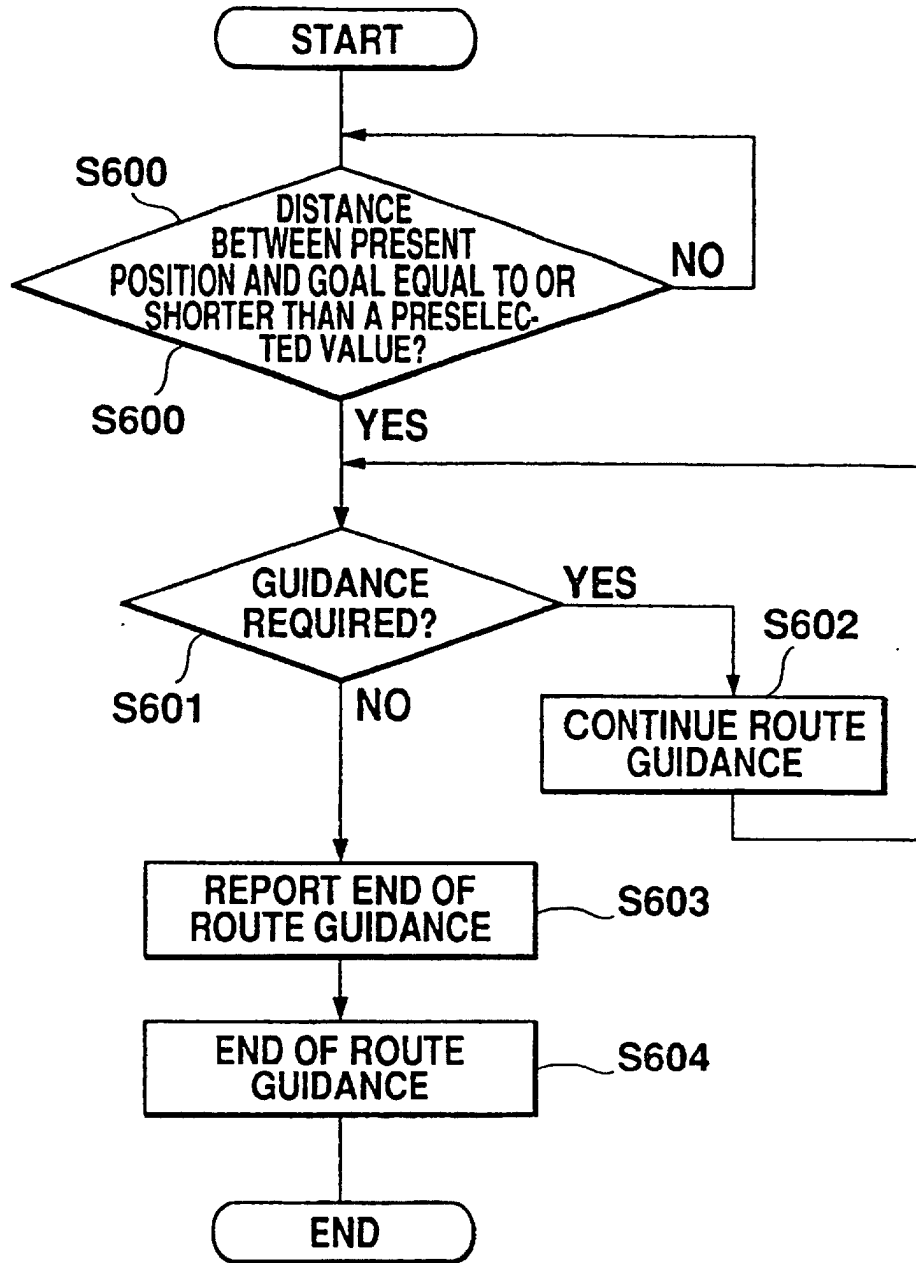 START
S600
DISTANCE
BETWEEN PRESENT
POSITION AND GOAL EQUAL TO OR
SHORTER THAN A PRESELEC-
TED VALUE?
NO
S600
YES
GUIDANCE
REQUIRED?
YES
S601
NO
S602
CONTINUE ROUTE
GUIDANCE
REPORT END OF
ROUTE GUIDANCE
S603
END OF ROUTE
GUIDANCE
S604
END